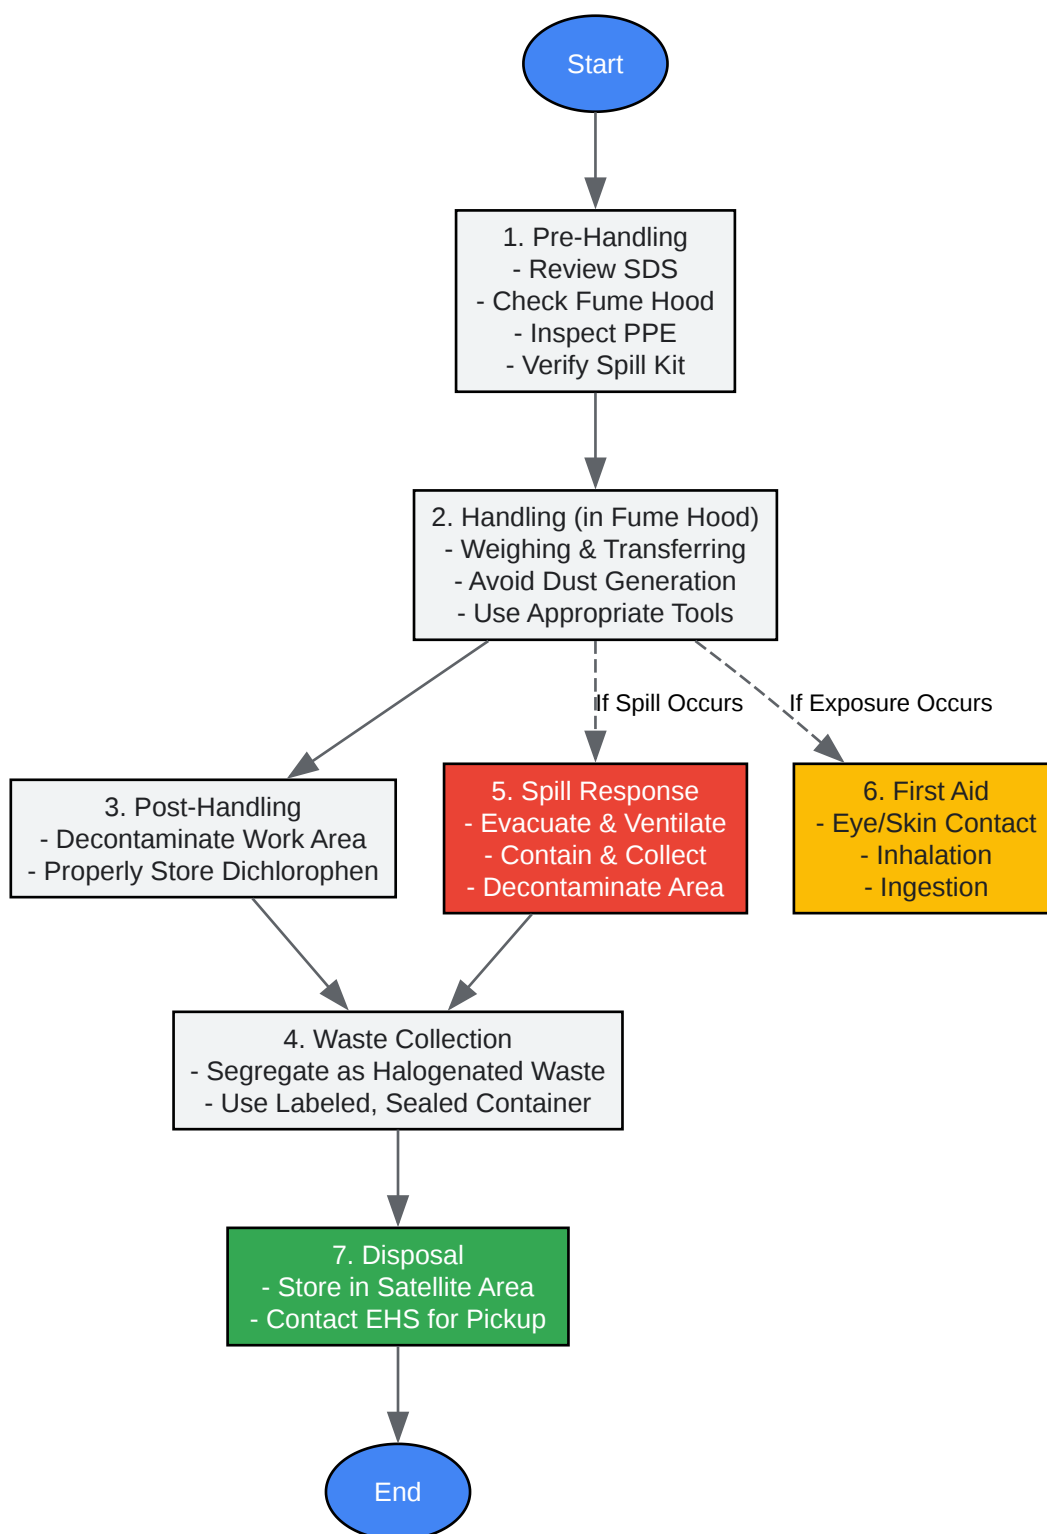 Start
1. Pre-Handling
- Review SDS
- Check Fume Hood
- Inspect PPE
- Verify Spill Kit
2. Handling (in Fume Hood)
- Weighing & Transferring
- Avoid Dust Generation
- Use Appropriate Tools
If Spill Occurs
If Exposure Occurs
3. Post-Handling
- Decontaminate Work Area
- Properly Store Dichlorophen
5. Spill Response
- Evacuate & Ventilate
- Contain & Collect
- Decontaminate Area
6. First Aid
- Eye/Skin Contact
- Inhalation
- Ingestion
4. Waste Collection
- Segregate as Halogenated Waste
- Use Labeled, Sealed Container
7. Disposal
- Store in Satellite Area
- Contact EHS for Pickup
End